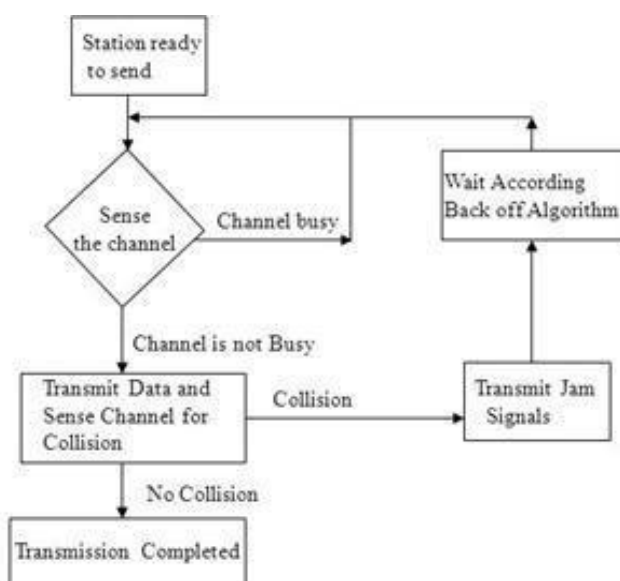 Station ready
to send
Sense
the channel
Channel busy
Wait According
Back off Algorithm
Channel is not Busy
Transmit Data and
Sense Channel for
Collision
Collision
Transmit Jam
Signals
No Collision
Transmission Completed